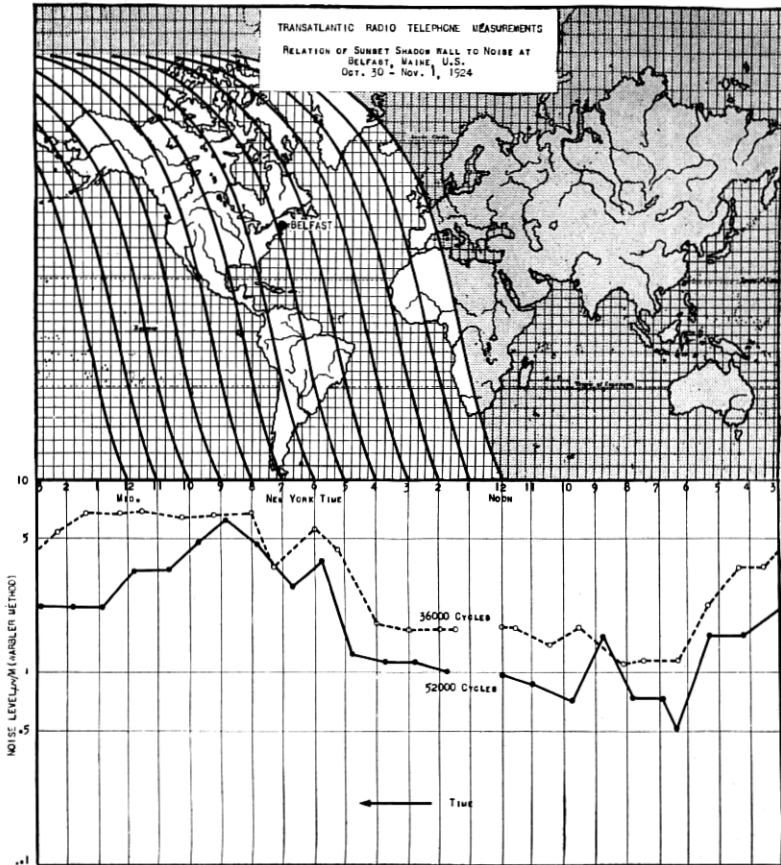 TRANSATLANTIC RADIO TELEPHONE MEASUREMENTS
RELATION OF SUNSET SHADOW WALL TO NOISE AT
BELFAST, MAINE, U.S.
OCT. 30 - NOV. 1, 1924
BELFAST
10
3 2 1 12 11 10 9 8 7 6 5 4 3 2 1 12 11 10 9 8 7 6 5 4 3
MID.
NEW YORK TIME
NOON
5
36000 CYCLES
1
52000 CYCLES
.5
NOISE LEVEL, μV/M (WARBLER METHOD)
TIME
.1